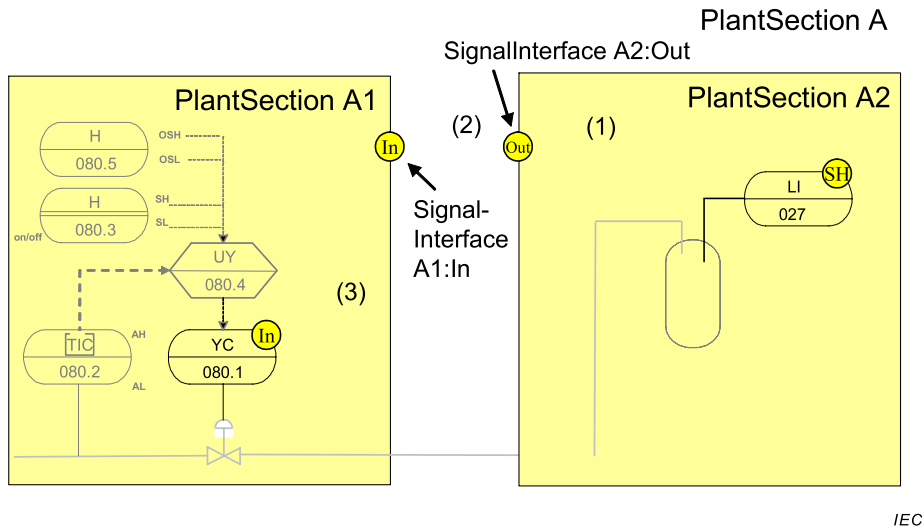 PlantSection A
SignalInterface A2:Out
PlantSection A1
PlantSection A2
H
080.5
OSH
OSL
In
(2)
Out
(1)
SH
LI
027
H
080.3
SH
SL
on/off
Signal-
Interface
A1:In
UY
080.4
(3)
TIC
080.2
AH
AL
YC
080.1
In
IEC